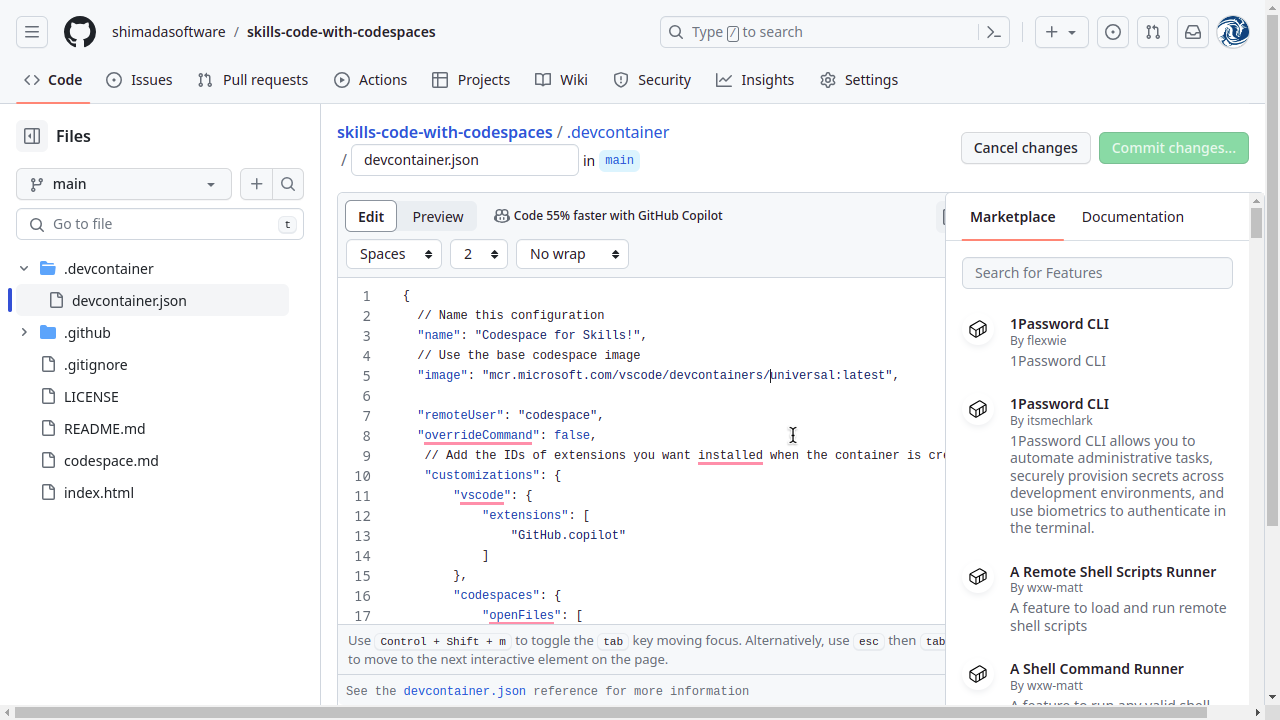 shimadasoftware / skills-code-with-codespaces
Type / to search
Code
Issues
Pull requests
Actions
Projects
Wiki
Security
Insights
Settings
Files
main
Go to file
t
.devcontainer
devcontainer.json
.github
.gitignore
LICENSE
README.md
codespace.md
index.html
skills-code-with-codespaces / .devcontainer
/ devcontainer.json in main
Cancel changes
Commit changes...
Edit
Preview
Code 55% faster with GitHub Copilot
Spaces
2
No wrap
1 {
2 // Name this configuration
3 "name": "Codespace for Skills!",
4 // Use the base codespace image
5 "image": "mcr.microsoft.com/vscode/devcontainers/universal:latest",
6
7 "remoteUser": "codespace",
8 "overrideCommand": false,
9 // Add the IDs of extensions you want installed when the container is cre
10 "customizations": {
11 "vscode": {
12 "extensions": [
13 "GitHub.copilot"
14 ]
15 },
16 "codespaces": {
17 "openFiles": [
Use Control + Shift + m to toggle the tab key moving focus. Alternatively, use esc then tab
to move to the next interactive element on the page.
See the devcontainer.json reference for more information
Marketplace
Documentation
Search for Features
1Password CLI
By flexwie
1Password CLI
1Password CLI
By itsmechlark
1Password CLI allows you to
automate administrative tasks,
securely provision secrets across
development environments, and
use biometrics to authenticate in
the terminal.
A Remote Shell Scripts Runner
By wxw-matt
A feature to load and run remote
shell scripts
A Shell Command Runner
By wxw-matt
A feature to run any valid shell